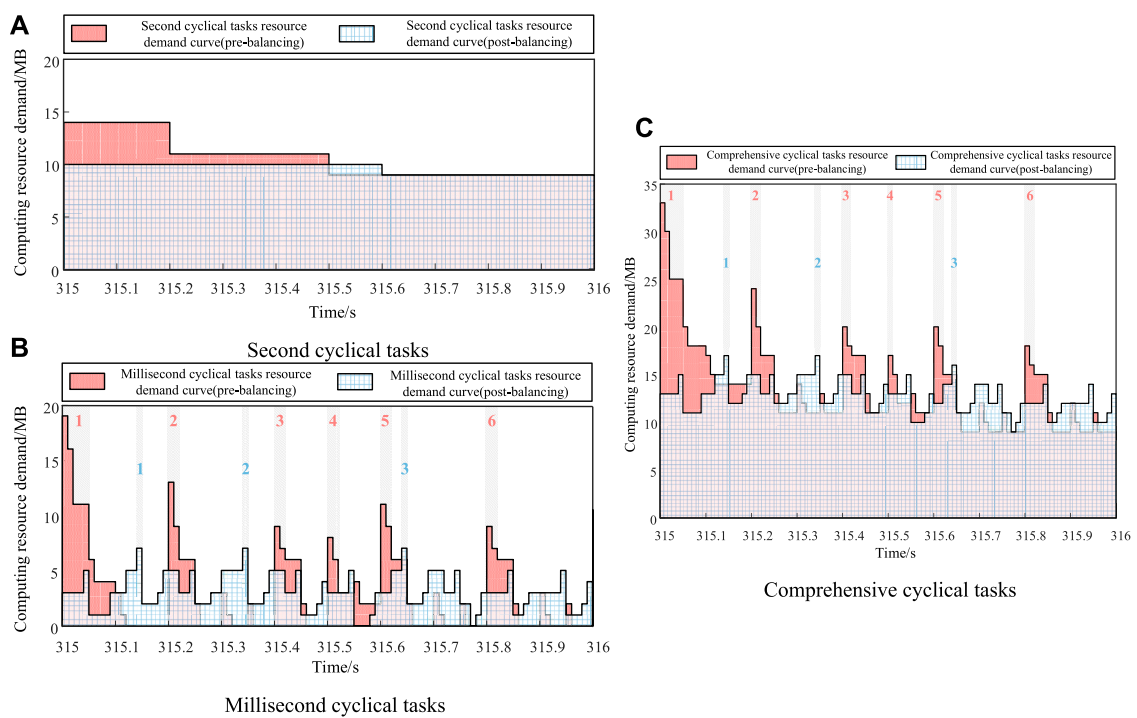 A
Second cyclical tasks resource
demand curve(pre-balancing)
Second cyclical tasks resource
demand curve(post-balancing)
Computing resource demand/MB
20
15
10
5
0
315 315.1 315.2 315.3 315.4 315.5 315.6 315.7 315.8 315.9 316
Time/s
Second cyclical tasks
B
Millisecond cyclical tasks resource
demand curve(pre-balancing)
Millisecond cyclical tasks resource
demand curve(post-balancing)
Computing resource demand/MB
20
15
10
5
0
1 2 3 4 5 6
1 2 3
315 315.1 315.2 315.3 315.4 315.5 315.6 315.7 315.8 315.9 316
Time/s
Millisecond cyclical tasks
C
Comprehensive cyclical tasks resource
demand curve(pre-balancing)
Comprehensive cyclical tasks resource
demand curve(post-balancing)
Computing resource demand/MB
35
30
25
20
15
10
5
0
1 2 3 4 5 6
1 2 3
315 315.1 315.2 315.3 315.4 315.5 315.6 315.7 315.8 315.9 316
Time/s
Comprehensive cyclical tasks